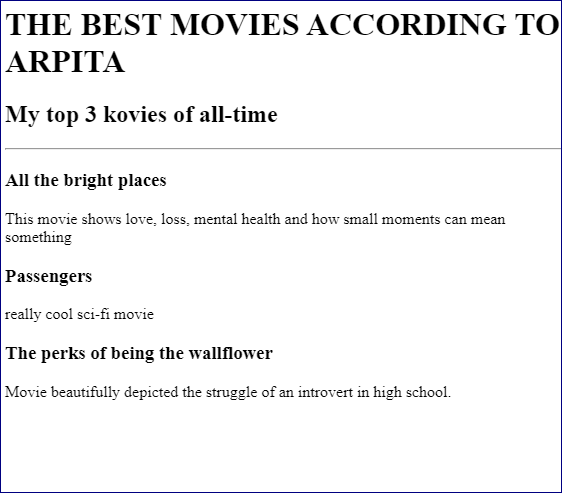 THE BEST MOVIES ACCORDING TO
ARPITA
My top 3 kovies of all-time
All the bright places
This movie shows love, loss, mental health and how small moments can mean
something
Passengers
really cool sci-fi movie
The perks of being the wallflower
Movie beautifully depicted the struggle of an introvert in high school.